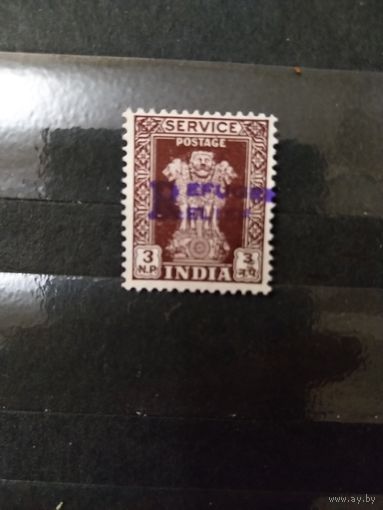 SERVICE
POSTAGE
REFUGEE
RELIEF
3 3
N.P. न.पै.
INDIA
www.ay.by